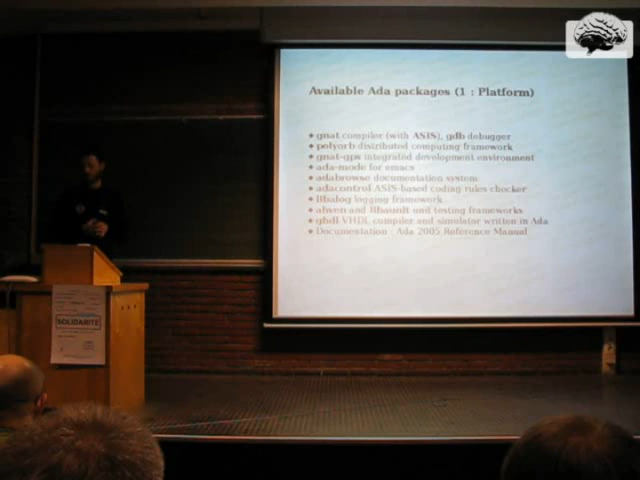 Available Ada packages (1 : Platform)
gnat compiler (with ASIS), gdb debugger
polyorb distributed computing framework
gnat-gps integrated development environment
ada-mode for emacs
adabrowse documentation system
adacontrol ASIS-based coding rules checker
liblog4ada logging framework
ahven and libaunit unit testing frameworks
ghdl VHDL compiler and simulator written in Ada
Documentation : Ada 2005 Reference Manual
SOLIDARITÉ